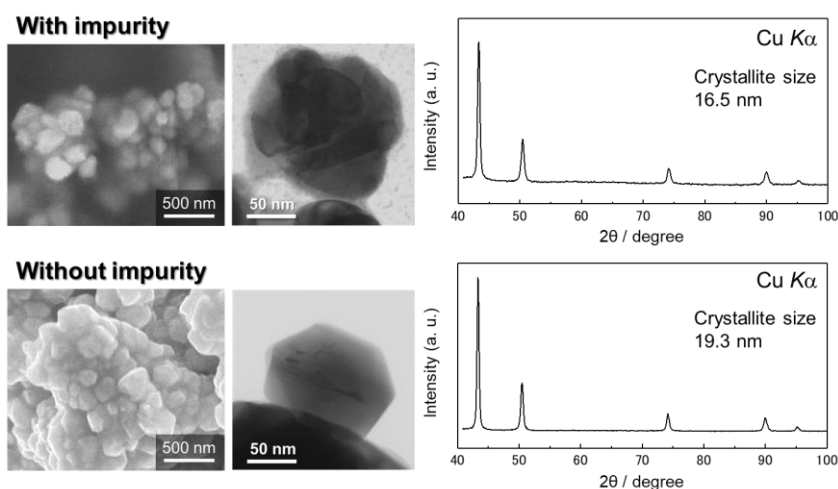 With impurity
500 nm
50 nm
Intensity (a. u.)
Cu Kα
Crystallite size
16.5 nm
40 50 60 70 80 90 100
2θ / degree
Without impurity
500 nm
50 nm
Intensity (a. u.)
Cu Kα
Crystallite size
19.3 nm
40 50 60 70 80 90 100
2θ / degree